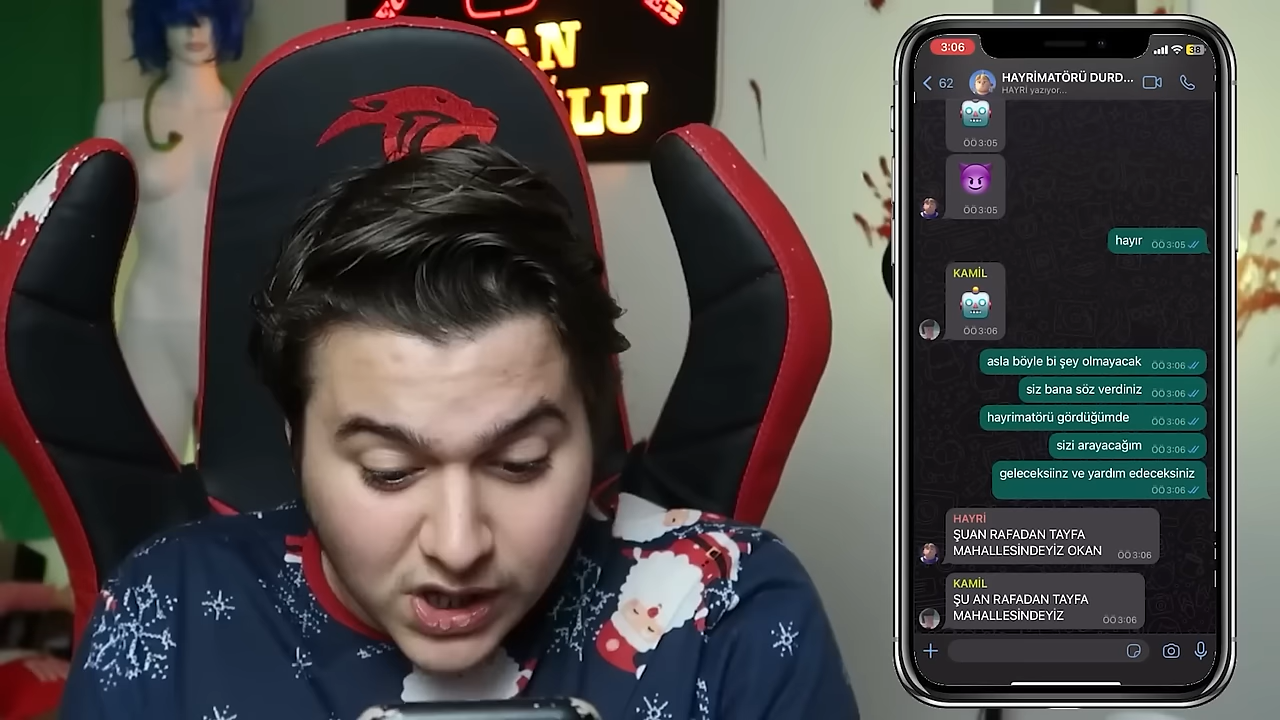 AN
LU
3:06
38
62
HAYRİMATÖRÜ DURD...
HAYRİ yazıyor...
ÖÖ 3:05
ÖÖ 3:05
hayır ÖÖ 3:05
KAMİL
ÖÖ 3:06
asla böyle bi şey olmayacak ÖÖ 3:06
siz bana söz verdiniz ÖÖ 3:06
hayrimatörü gördüğümde ÖÖ 3:06
sizi arayacağım ÖÖ 3:06
geleceksiinz ve yardım edeceksiniz
ÖÖ 3:06
HAYRİ
ŞUAN RAFADAN TAYFA
MAHALLESİNDEYİZ OKAN ÖÖ 3:06
KAMİL
ŞU AN RAFADAN TAYFA
MAHALLESİNDEYİZ ÖÖ 3:06